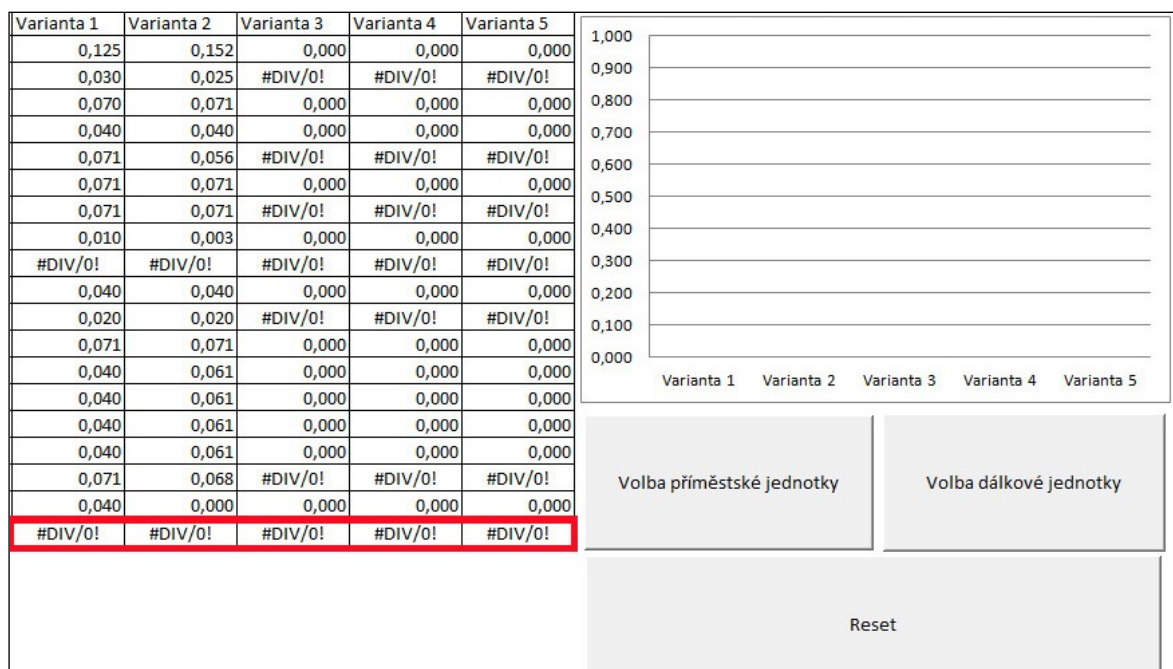 Varianta 1 Varianta 2 Varianta 3 Varianta 4 Varianta 5
0,125 0,152 0,000 0,000 0,000
0,030 0,025 #DIV/0! #DIV/0! #DIV/0!
0,070 0,071 0,000 0,000 0,000
0,040 0,040 0,000 0,000 0,000
0,071 0,056 #DIV/0! #DIV/0! #DIV/0!
0,071 0,071 0,000 0,000 0,000
0,071 0,071 #DIV/0! #DIV/0! #DIV/0!
0,010 0,003 0,000 0,000 0,000
#DIV/0! #DIV/0! #DIV/0! #DIV/0! #DIV/0!
0,040 0,040 0,000 0,000 0,000
0,020 0,020 #DIV/0! #DIV/0! #DIV/0!
0,071 0,071 0,000 0,000 0,000
0,040 0,061 0,000 0,000 0,000
0,040 0,061 0,000 0,000 0,000
0,040 0,061 0,000 0,000 0,000
0,040 0,061 0,000 0,000 0,000
0,071 0,068 #DIV/0! #DIV/0! #DIV/0!
0,040 0,000 0,000 0,000 0,000
#DIV/0! #DIV/0! #DIV/0! #DIV/0! #DIV/0!
1,000
0,900
0,800
0,700
0,600
0,500
0,400
0,300
0,200
0,100
0,000
Varianta 1 Varianta 2 Varianta 3 Varianta 4 Varianta 5
Volba příměstské jednotky
Volba dálkové jednotky
Reset